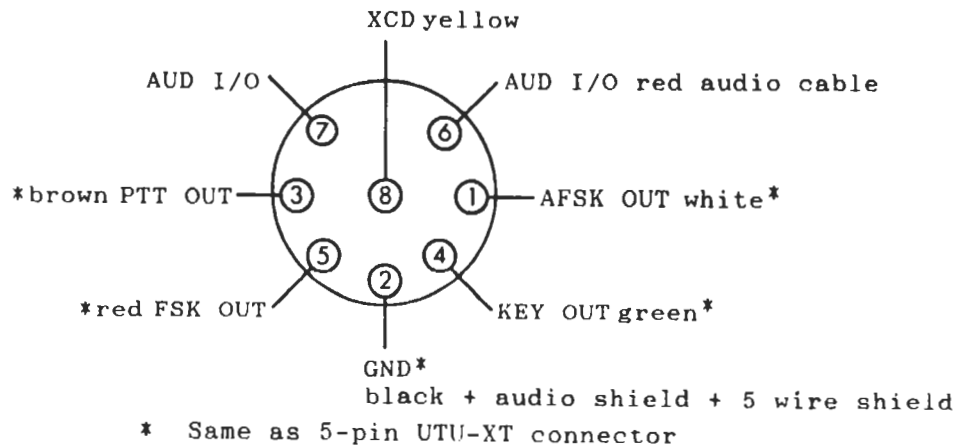 XCD yellow
AUD I/O
AUD I/O red audio cable
7
6
*brown PTT OUT
3
8
1
AFSK OUT white*
5
4
2
*red FSK OUT
KEY OUT green*
GND*
black + audio shield + 5 wire shield
* Same as 5-pin UTU-XT connector